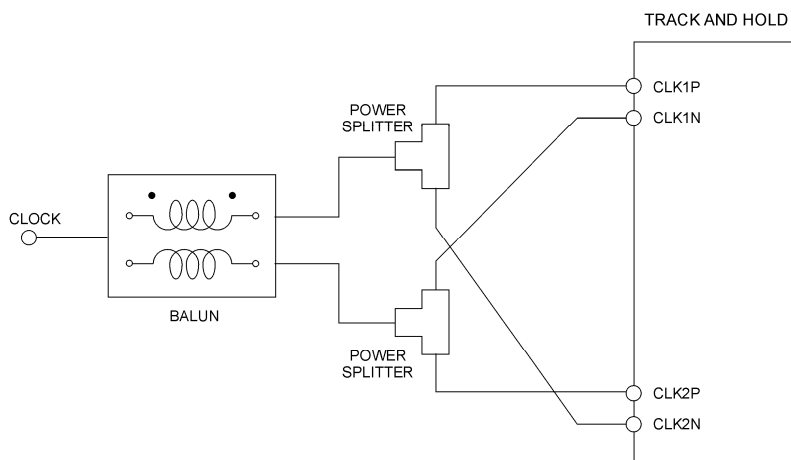 TRACK AND HOLD
POWER
SPLITTER
CLK1P
CLK1N
CLOCK
BALUN
POWER
SPLITTER
CLK2P
CLK2N